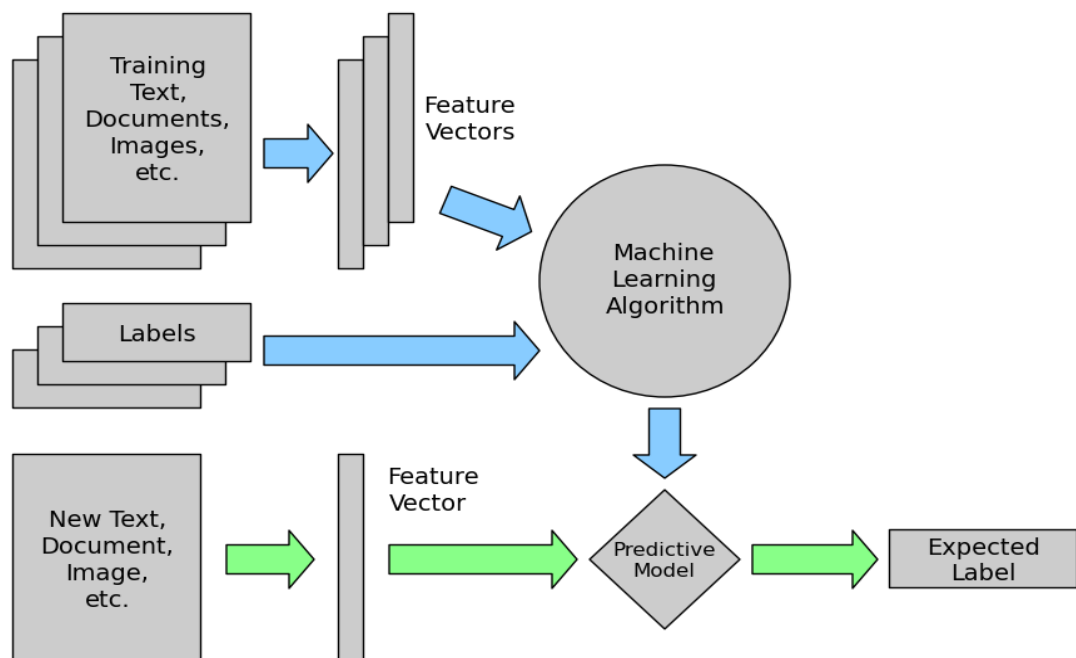 Training
Text,
Documents,
Images,
etc.
Feature
Vectors
Machine
Learning
Algorithm
Labels
New Text,
Document,
Image,
etc.
Feature
Vector
Predictive
Model
Expected
Label